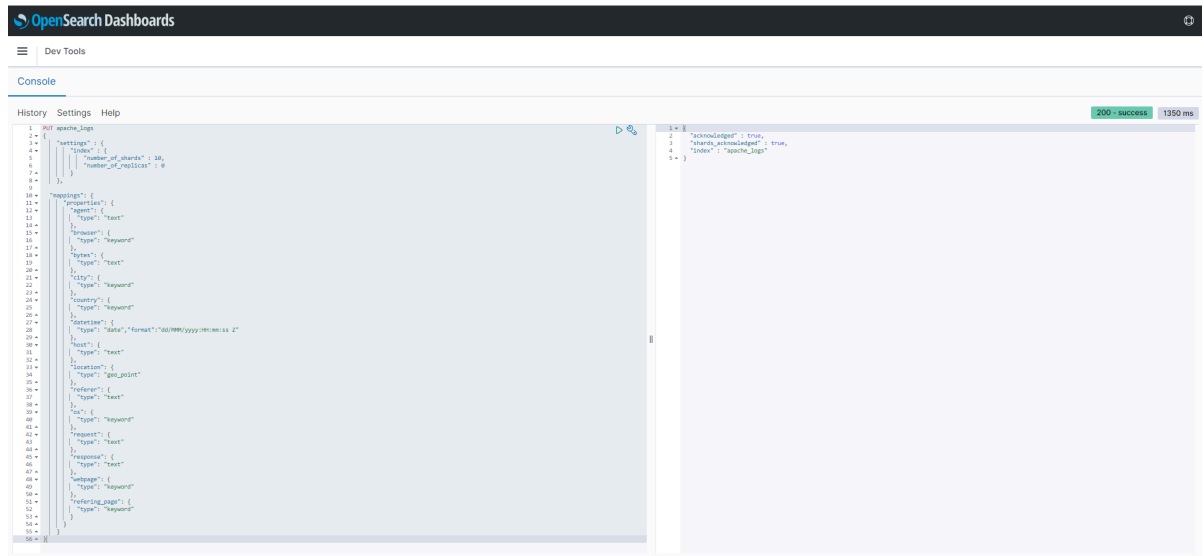 OpenSearch Dashboards
Dev Tools
Console
History Settings Help
200 - success 1350 ms
1 PUT apache_logs
2 {
3 "settings" : {
4 "index" : {
5 "number_of_shards" : 10,
6 "number_of_replicas" : 0
7 }
8 },
9
10 "mappings": {
11 "properties": {
12 "agent": {
13 "type": "text"
14 },
15 "browser": {
16 "type": "keyword"
17 },
18 "bytes": {
19 "type": "text"
20 },
21 "city": {
22 "type": "keyword"
23 },
24 "country": {
25 "type": "keyword"
26 },
27 "datetime": {
28 "type": "date","format":"dd/MMM/yyyy:HH:mm:ss Z"
29 },
30 "host": {
31 "type": "text"
32 },
33 "location": {
34 "type": "geo_point"
35 },
36 "referer": {
37 "type": "text"
38 },
39 "os": {
40 "type": "keyword"
41 },
42 "request": {
43 "type": "text"
44 },
45 "response": {
46 "type": "text"
47 },
48 "webpage": {
49 "type": "keyword"
50 },
51 "refering_page": {
52 "type": "keyword"
53 }
54 }
55 }
56 }
1 {
2 "acknowledged" : true,
3 "shards_acknowledged" : true,
4 "index" : "apache_logs"
5 }